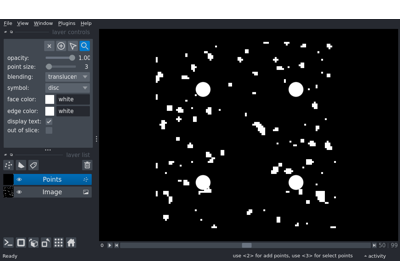 File View Window Plugins Help
layer controls
opacity: 1.00
point size: 3
blending: translucen
symbol: disc
face color: white
edge color: white
display text:
out of slice:
layer list
Points
Image
0 50 99
Ready use <2> for add points, use <3> for select points activity